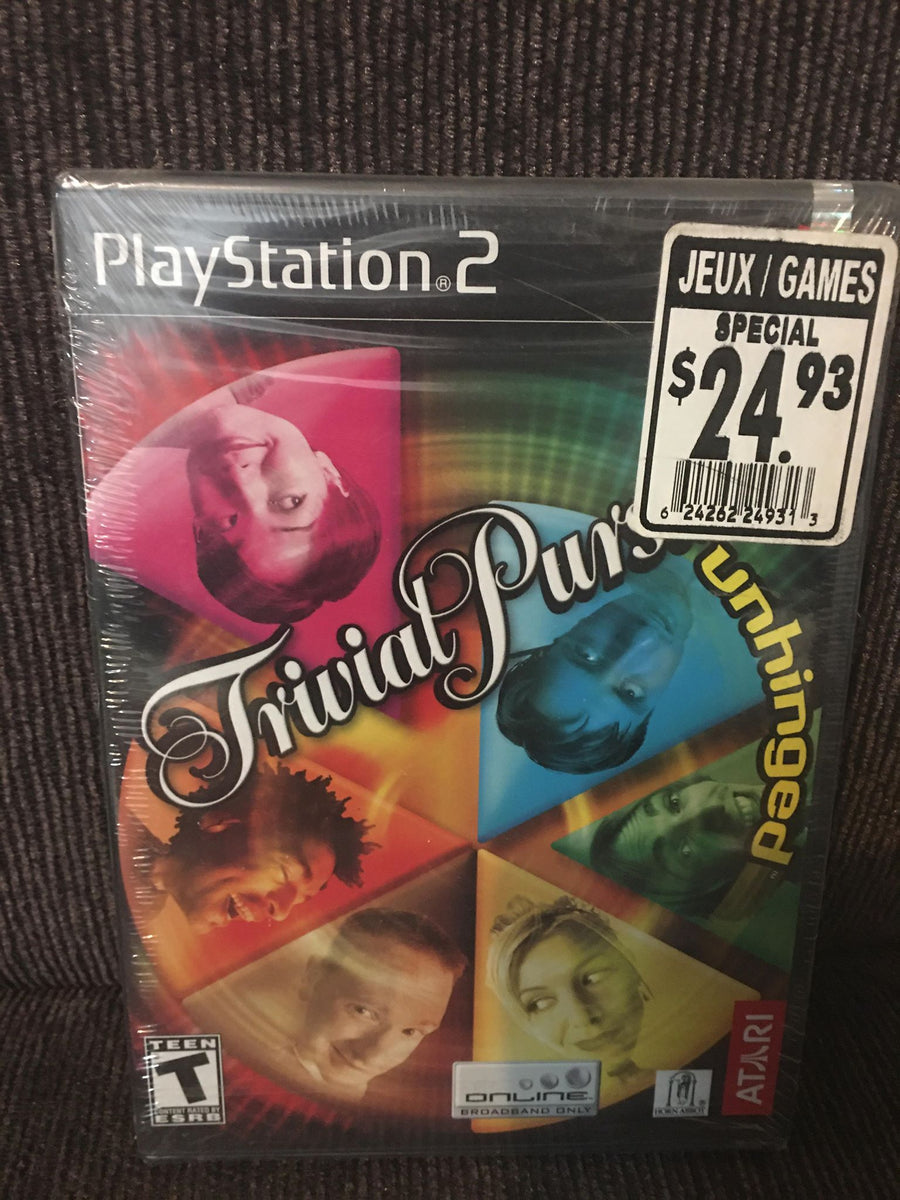 PlayStation®2
JEUX / GAMES
SPECIAL
$24.93
6 24262 24931 3
Trivial Purs
unhinged
TEEN
T
CONTENT RATED BY
ESRB
ONLINE
BROADBAND ONLY
HORN ABBOT ®
ATARI